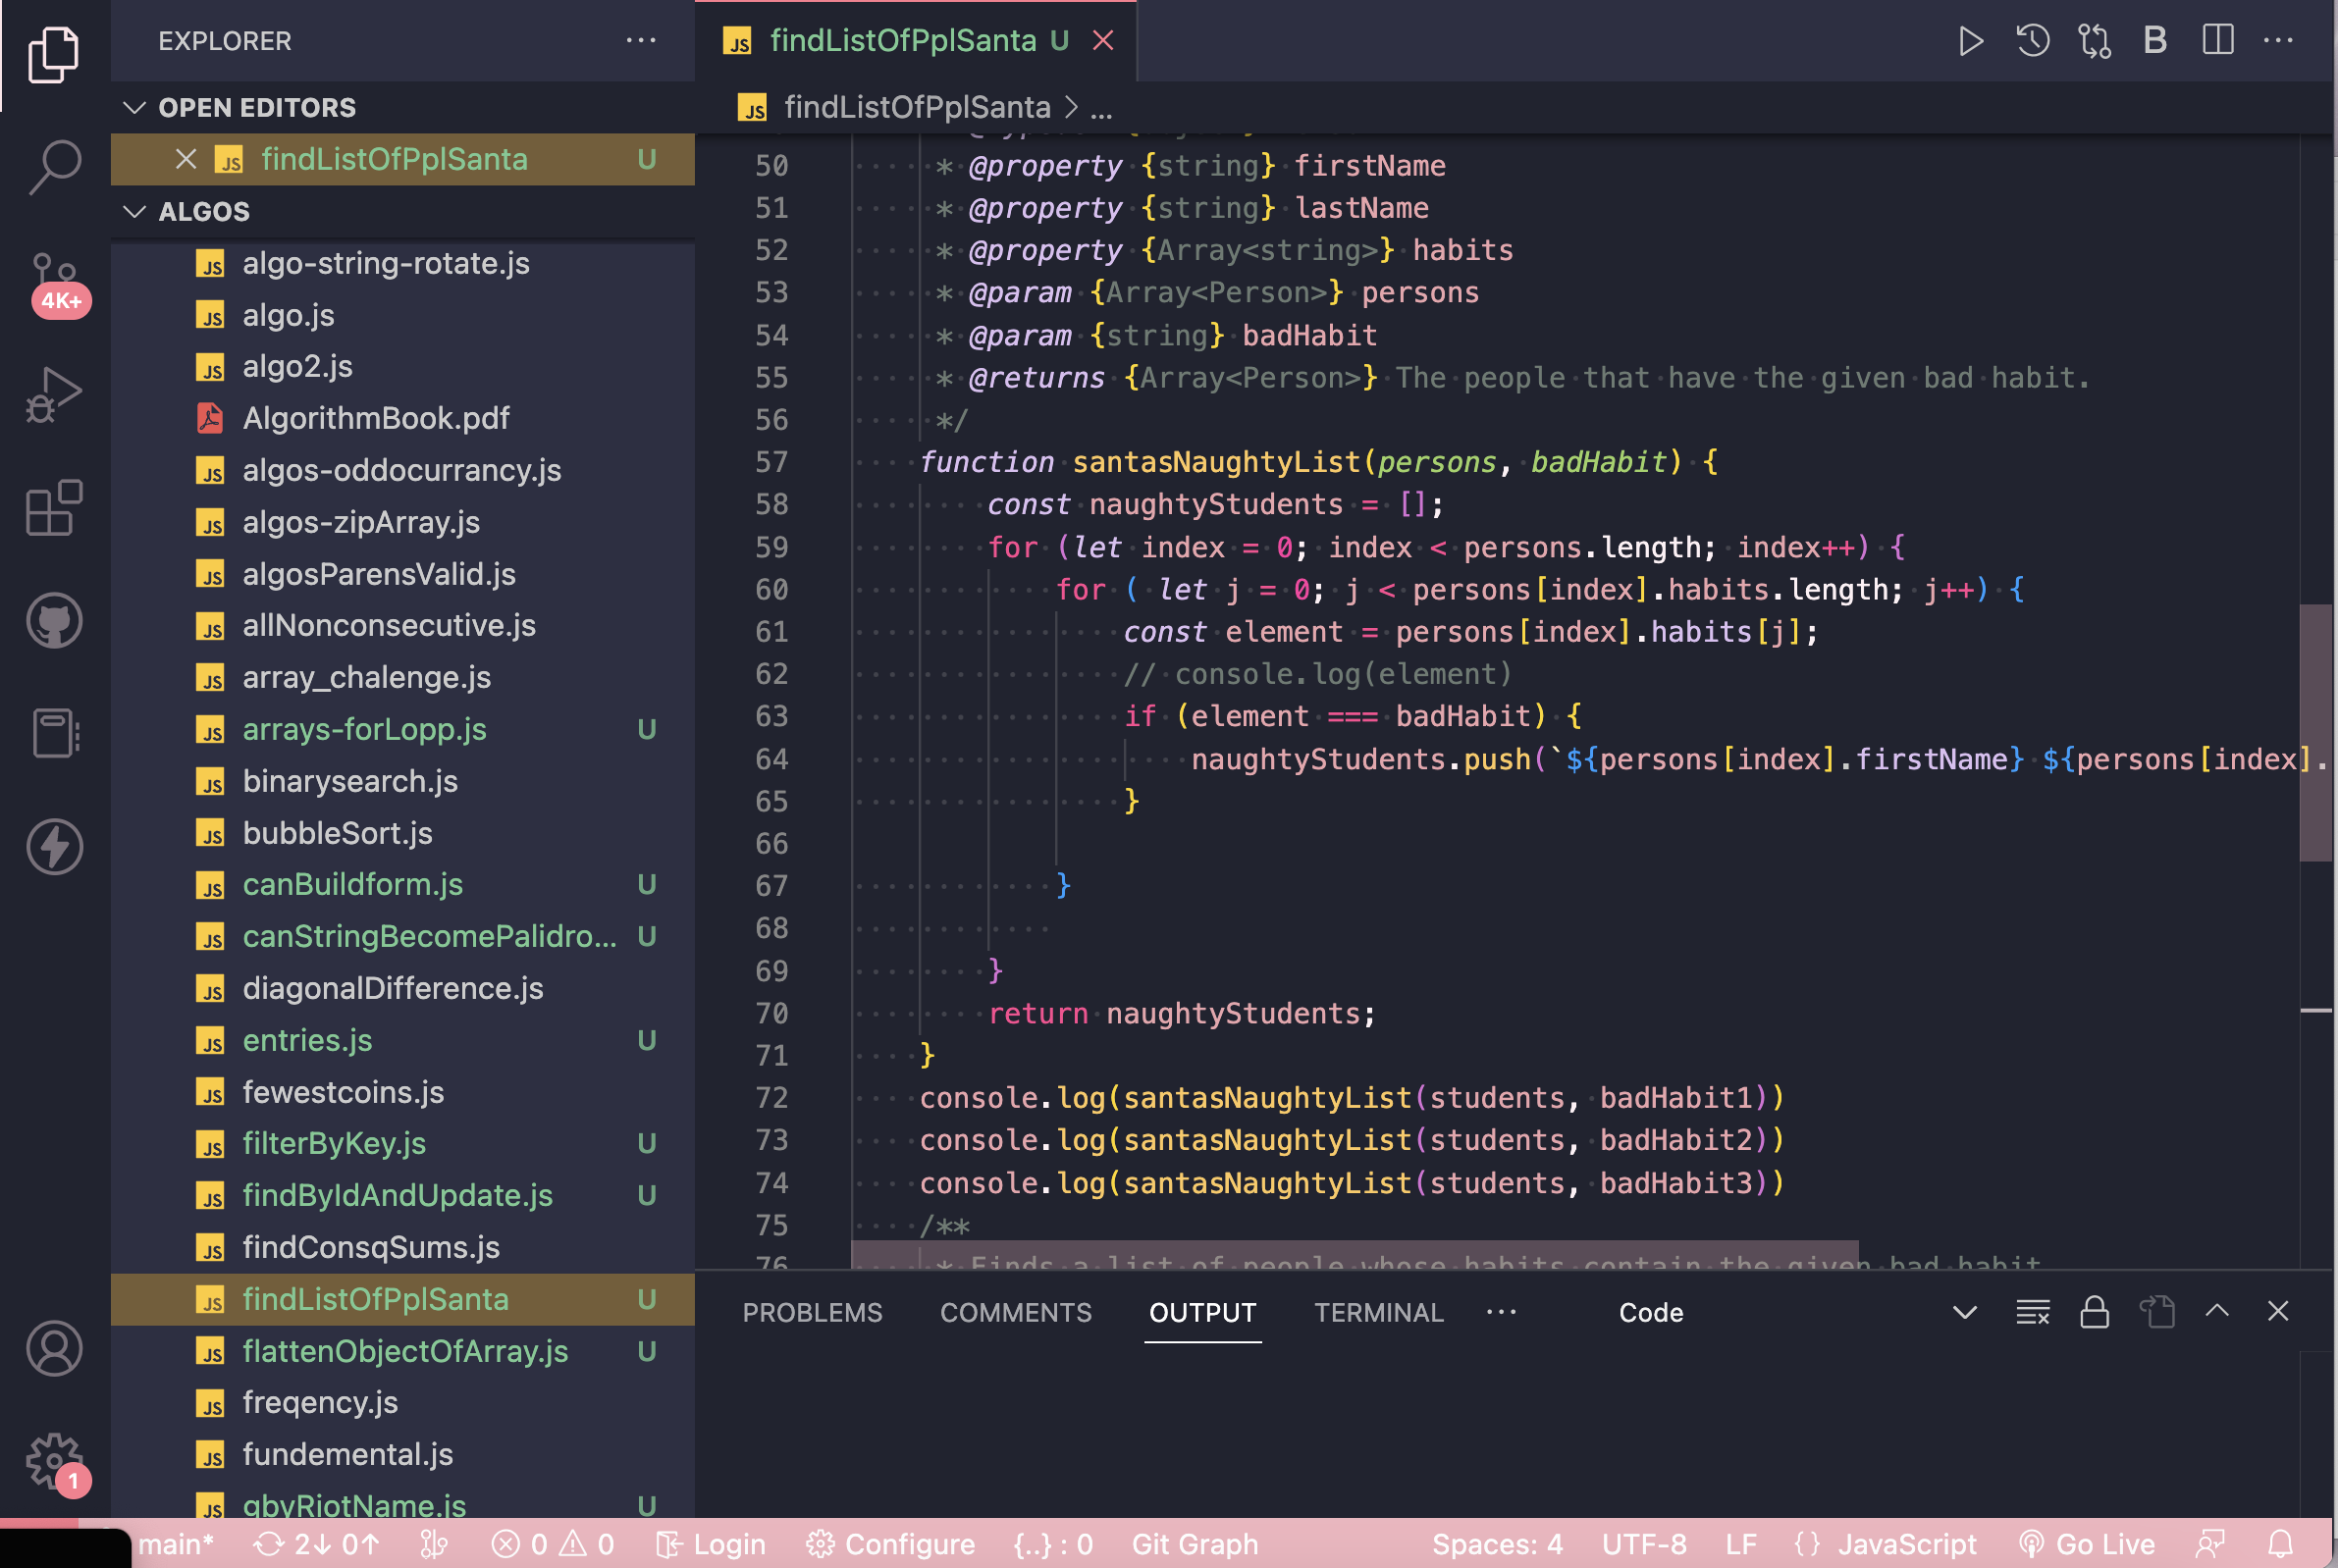 EXPLORER
OPEN EDITORS
findListOfPplSanta U
ALGOS
algo-string-rotate.js
algo.js
algo2.js
AlgorithmBook.pdf
algos-oddocurrancy.js
algos-zipArray.js
algosParensValid.js
allNonconsecutive.js
array_chalenge.js
arrays-forLopp.js U
binarysearch.js
bubbleSort.js
canBuildform.js U
canStringBecomePalidro... U
diagonalDifference.js
entries.js U
fewestcoins.js
filterByKey.js U
findByIdAndUpdate.js U
findConsqSums.js
findListOfPplSanta U
flattenObjectOfArray.js U
freqency.js
fundemental.js
gbyRiotName.js U
4K+
1
findListOfPplSanta U
B
findListOfPplSanta > ...
50 * @property {string} firstName
51 * @property {string} lastName
52 * @property {Array<string>} habits
53 * @param {Array<Person>} persons
54 * @param {string} badHabit
55 * @returns {Array<Person>} The people that have the given bad habit.
56 */
57 function santasNaughtyList(persons, badHabit) {
58 const naughtyStudents = [];
59 for (let index = 0; index < persons.length; index++) {
60 for ( let j = 0; j < persons[index].habits.length; j++) {
61 const element = persons[index].habits[j];
62 // console.log(element)
63 if (element === badHabit) {
64 naughtyStudents.push(`${persons[index].firstName} ${persons[index].
65 }
66
67 }
68
69 }
70 return naughtyStudents;
71 }
72 console.log(santasNaughtyList(students, badHabit1))
73 console.log(santasNaughtyList(students, badHabit2))
74 console.log(santasNaughtyList(students, badHabit3))
75 /**
76 * Finds a list of people whose habits contain the given bad habit
PROBLEMS COMMENTS OUTPUT TERMINAL ... Code
main* 2↓ 0↑ 0 0 Login Configure {..} : 0 Git Graph Spaces: 4 UTF-8 LF {} JavaScript Go Live